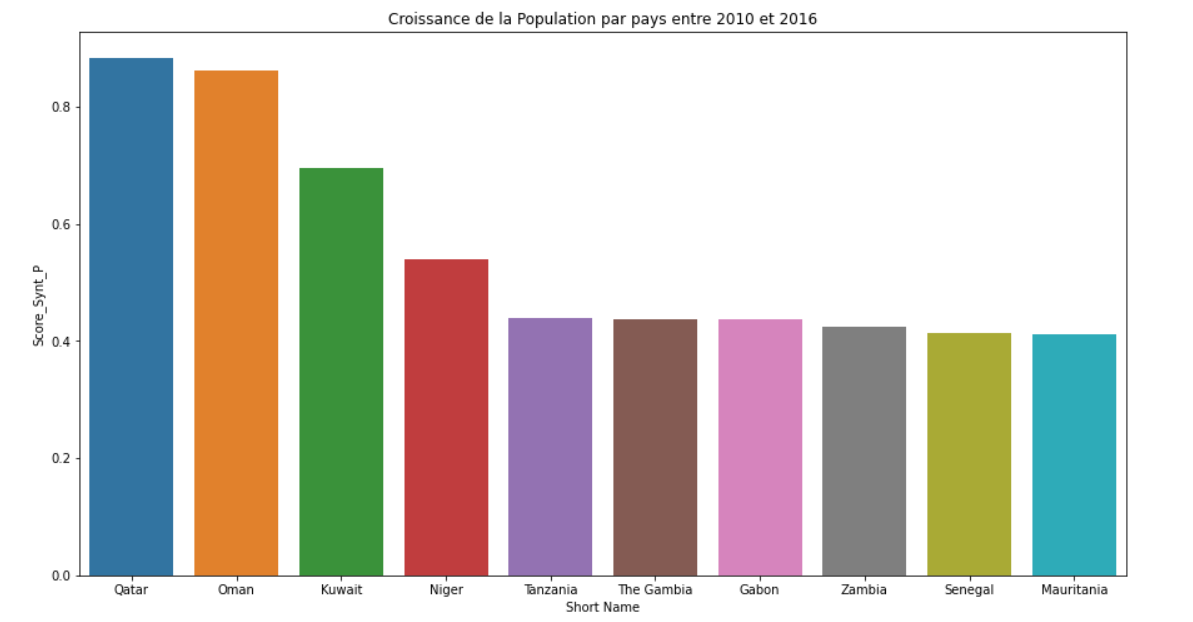 Croissance de la Population par pays entre 2010 et 2016
Score_Synt_P
0.8
0.6
0.4
0.2
0.0
Qatar Oman Kuwait Niger Tanzania The Gambia Gabon Zambia Senegal Mauritania
Short Name